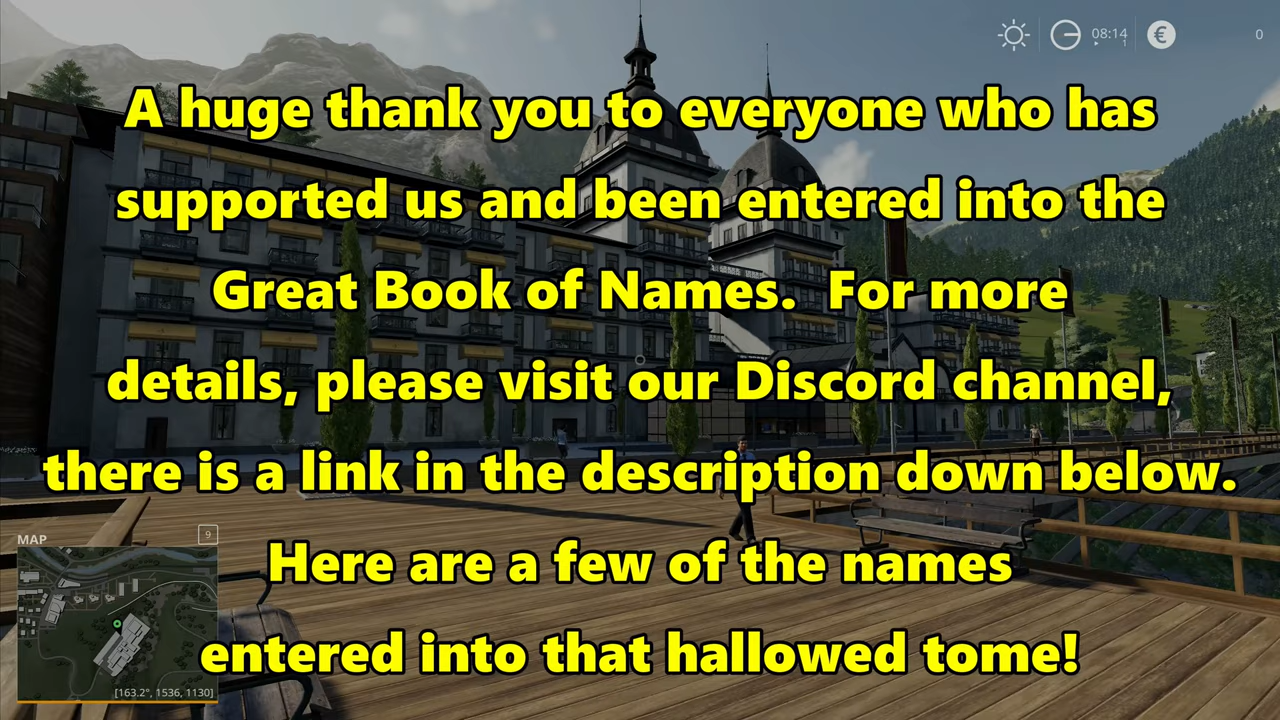 08:14
1
€
0
A huge thank you to everyone who has
supported us and been entered into the
Great Book of Names.  For more
details, please visit our Discord channel,
there is a link in the description down below.
Here are a few of the names
entered into that hallowed tome!
MAP
9
[163.2°, 1536, 1130]